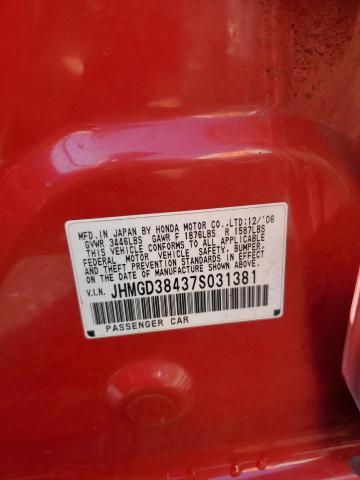 MFD.IN JAPAN BY HONDA MOTOR CO.,LTD:12/'06
GVWR 3446LBS GAWR F 1876LBS R 1587LBS
THIS VEHICLE CONFORMS TO ALL APPLICABLE
FEDERAL MOTOR VEHICLE SAFETY, BUMPER,
AND THEFT PREVENTION STANDARDS IN EFFECT
ON THE DATE OF MANUFACTURE SHOWN ABOVE.
V.I.N. JHMGD38437S031381
PASSENGER CAR